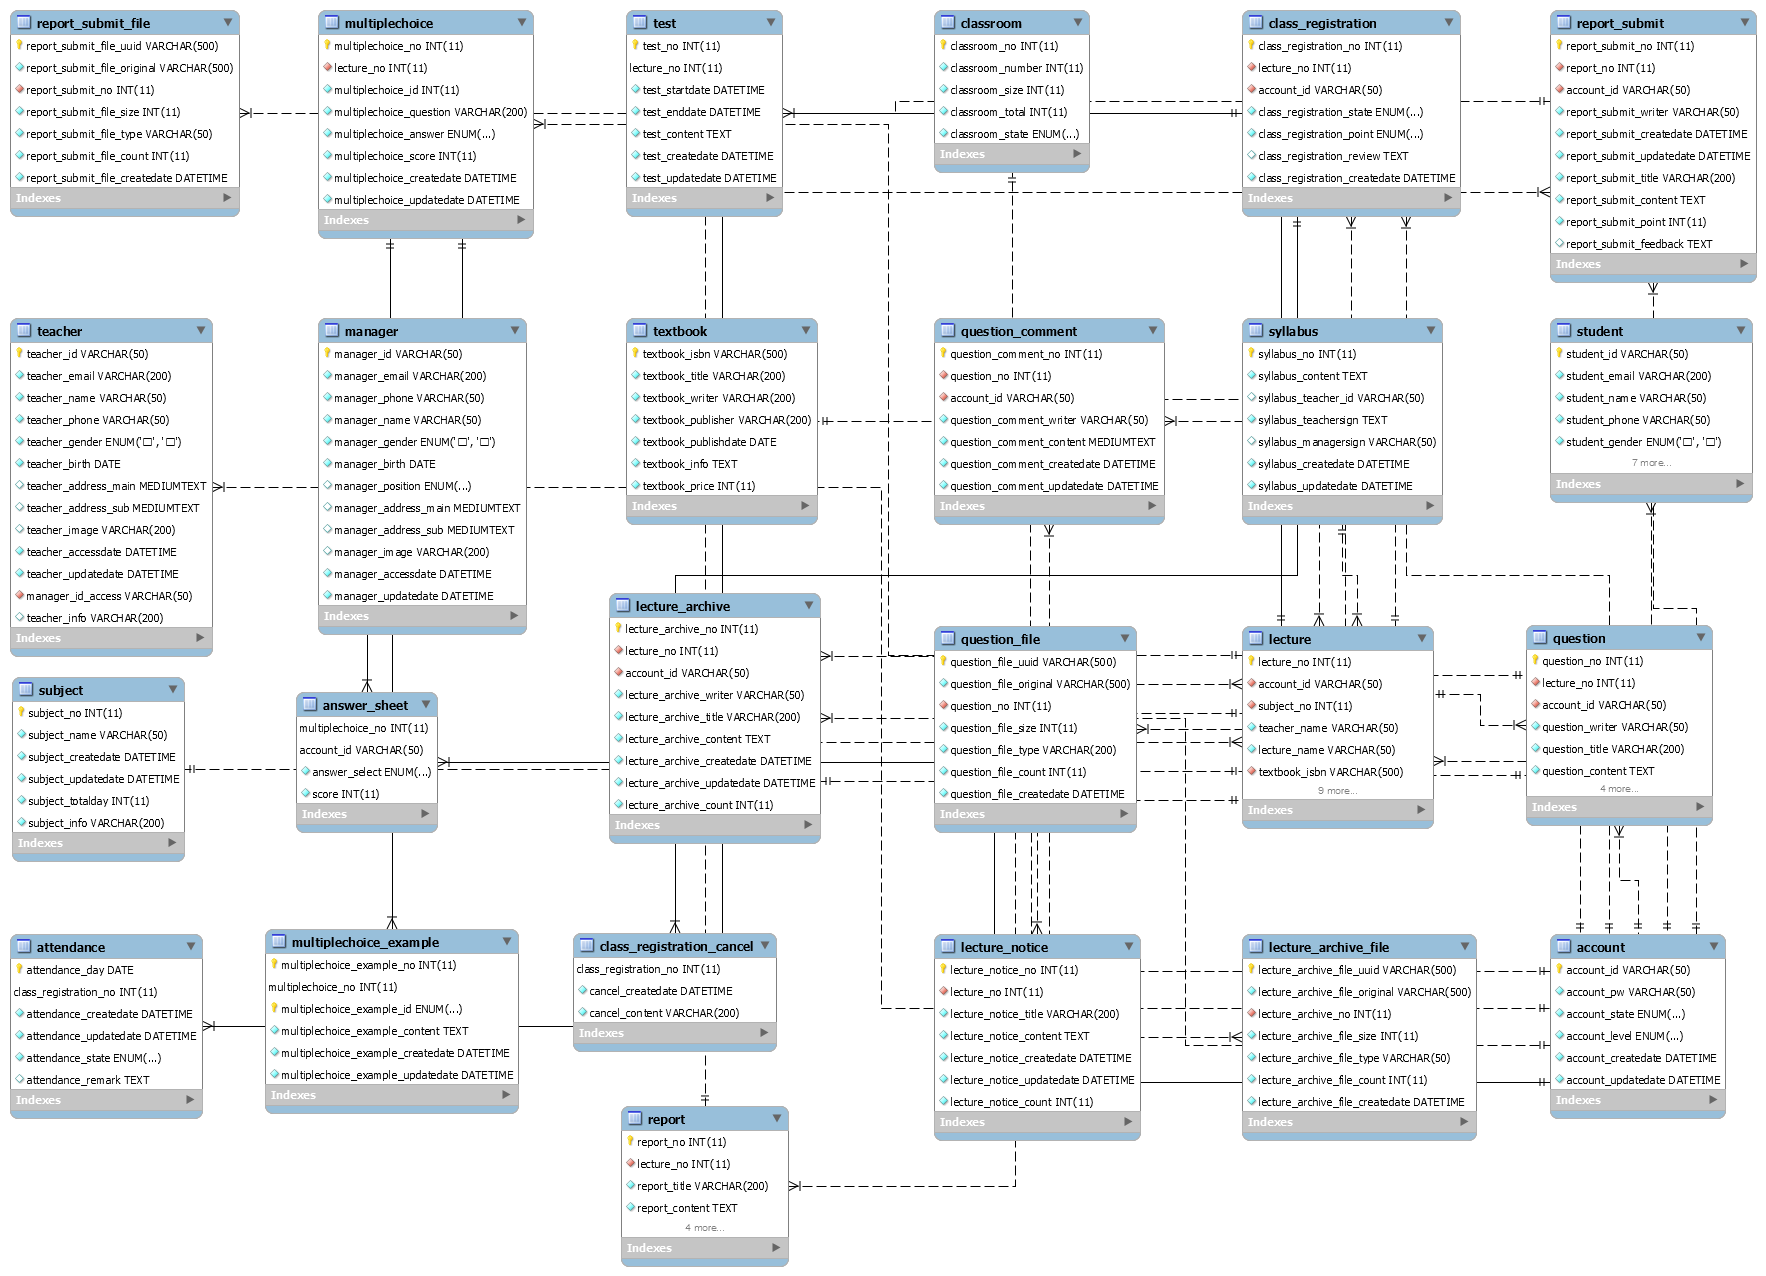 report_submit_file
report_submit_file_uuid VARCHAR(500)
report_submit_file_original VARCHAR(500)
report_submit_no INT(11)
report_submit_file_size INT(11)
report_submit_file_type VARCHAR(50)
report_submit_file_count INT(11)
report_submit_file_createdate DATETIME
Indexes
multiplechoice
multiplechoice_no INT(11)
lecture_no INT(11)
multiplechoice_id INT(11)
multiplechoice_question VARCHAR(200)
multiplechoice_answer ENUM(...)
multiplechoice_score INT(11)
multiplechoice_createdate DATETIME
multiplechoice_updatedate DATETIME
Indexes
test
test_no INT(11)
lecture_no INT(11)
test_startdate DATETIME
test_enddate DATETIME
test_content TEXT
test_createdate DATETIME
test_updatedate DATETIME
Indexes
classroom
classroom_no INT(11)
classroom_number INT(11)
classroom_size INT(11)
classroom_total INT(11)
classroom_state ENUM(...)
Indexes
class_registration
class_registration_no INT(11)
lecture_no INT(11)
account_id VARCHAR(50)
class_registration_state ENUM(...)
class_registration_point ENUM(...)
class_registration_review TEXT
class_registration_createdate DATETIME
Indexes
report_submit
report_submit_no INT(11)
report_no INT(11)
account_id VARCHAR(50)
report_submit_writer VARCHAR(50)
report_submit_createdate DATETIME
report_submit_updatedate DATETIME
report_submit_title VARCHAR(200)
report_submit_content TEXT
report_submit_point INT(11)
report_submit_feedback TEXT
Indexes
teacher
teacher_id VARCHAR(50)
teacher_email VARCHAR(200)
teacher_name VARCHAR(50)
teacher_phone VARCHAR(50)
teacher_gender ENUM('□', '□')
teacher_birth DATE
teacher_address_main MEDIUMTEXT
teacher_address_sub MEDIUMTEXT
teacher_image VARCHAR(200)
teacher_accessdate DATETIME
teacher_updatedate DATETIME
manager_id_access VARCHAR(50)
teacher_info VARCHAR(200)
Indexes
manager
manager_id VARCHAR(50)
manager_email VARCHAR(200)
manager_phone VARCHAR(50)
manager_name VARCHAR(50)
manager_gender ENUM('□', '□')
manager_birth DATE
manager_position ENUM(...)
manager_address_main MEDIUMTEXT
manager_address_sub MEDIUMTEXT
manager_image VARCHAR(200)
manager_accessdate DATETIME
manager_updatedate DATETIME
Indexes
textbook
textbook_isbn VARCHAR(500)
textbook_title VARCHAR(200)
textbook_writer VARCHAR(200)
textbook_publisher VARCHAR(200)
textbook_publishdate DATE
textbook_info TEXT
textbook_price INT(11)
Indexes
question_comment
question_comment_no INT(11)
question_no INT(11)
account_id VARCHAR(50)
question_comment_writer VARCHAR(50)
question_comment_content MEDIUMTEXT
question_comment_createdate DATETIME
question_comment_updatedate DATETIME
Indexes
syllabus
syllabus_no INT(11)
syllabus_content TEXT
syllabus_teacher_id VARCHAR(50)
syllabus_teachersign TEXT
syllabus_managersign VARCHAR(50)
syllabus_createdate DATETIME
syllabus_updatedate DATETIME
Indexes
student
student_id VARCHAR(50)
student_email VARCHAR(200)
student_name VARCHAR(50)
student_phone VARCHAR(50)
student_gender ENUM('□', '□')
7 more...
Indexes
subject
subject_no INT(11)
subject_name VARCHAR(50)
subject_createdate DATETIME
subject_updatedate DATETIME
subject_totalday INT(11)
subject_info VARCHAR(200)
Indexes
answer_sheet
multiplechoice_no INT(11)
account_id VARCHAR(50)
answer_select ENUM(...)
score INT(11)
Indexes
lecture_archive
lecture_archive_no INT(11)
lecture_no INT(11)
account_id VARCHAR(50)
lecture_archive_writer VARCHAR(50)
lecture_archive_title VARCHAR(200)
lecture_archive_content TEXT
lecture_archive_createdate DATETIME
lecture_archive_updatedate DATETIME
lecture_archive_count INT(11)
Indexes
question_file
question_file_uuid VARCHAR(500)
question_file_original VARCHAR(500)
question_no INT(11)
question_file_size INT(11)
question_file_type VARCHAR(200)
question_file_count INT(11)
question_file_createdate DATETIME
Indexes
lecture
lecture_no INT(11)
account_id VARCHAR(50)
subject_no INT(11)
teacher_name VARCHAR(50)
lecture_name VARCHAR(50)
textbook_isbn VARCHAR(500)
9 more...
Indexes
question
question_no INT(11)
lecture_no INT(11)
account_id VARCHAR(50)
question_writer VARCHAR(50)
question_title VARCHAR(200)
question_content TEXT
4 more...
Indexes
attendance
attendance_day DATE
class_registration_no INT(11)
attendance_createdate DATETIME
attendance_updatedate DATETIME
attendance_state ENUM(...)
attendance_remark TEXT
Indexes
multiplechoice_example
multiplechoice_example_no INT(11)
multiplechoice_no INT(11)
multiplechoice_example_id ENUM(...)
multiplechoice_example_content TEXT
multiplechoice_example_createdate DATETIME
multiplechoice_example_updatedate DATETIME
Indexes
class_registration_cancel
class_registration_no INT(11)
cancel_createdate DATETIME
cancel_content VARCHAR(200)
Indexes
lecture_notice
lecture_notice_no INT(11)
lecture_no INT(11)
lecture_notice_title VARCHAR(200)
lecture_notice_content TEXT
lecture_notice_createdate DATETIME
lecture_notice_updatedate DATETIME
lecture_notice_count INT(11)
Indexes
lecture_archive_file
lecture_archive_file_uuid VARCHAR(500)
lecture_archive_file_original VARCHAR(500)
lecture_archive_no INT(11)
lecture_archive_file_size INT(11)
lecture_archive_file_type VARCHAR(50)
lecture_archive_file_count INT(11)
lecture_archive_file_createdate DATETIME
Indexes
account
account_id VARCHAR(50)
account_pw VARCHAR(50)
account_state ENUM(...)
account_level ENUM(...)
account_createdate DATETIME
account_updatedate DATETIME
Indexes
report
report_no INT(11)
lecture_no INT(11)
report_title VARCHAR(200)
report_content TEXT
4 more...
Indexes